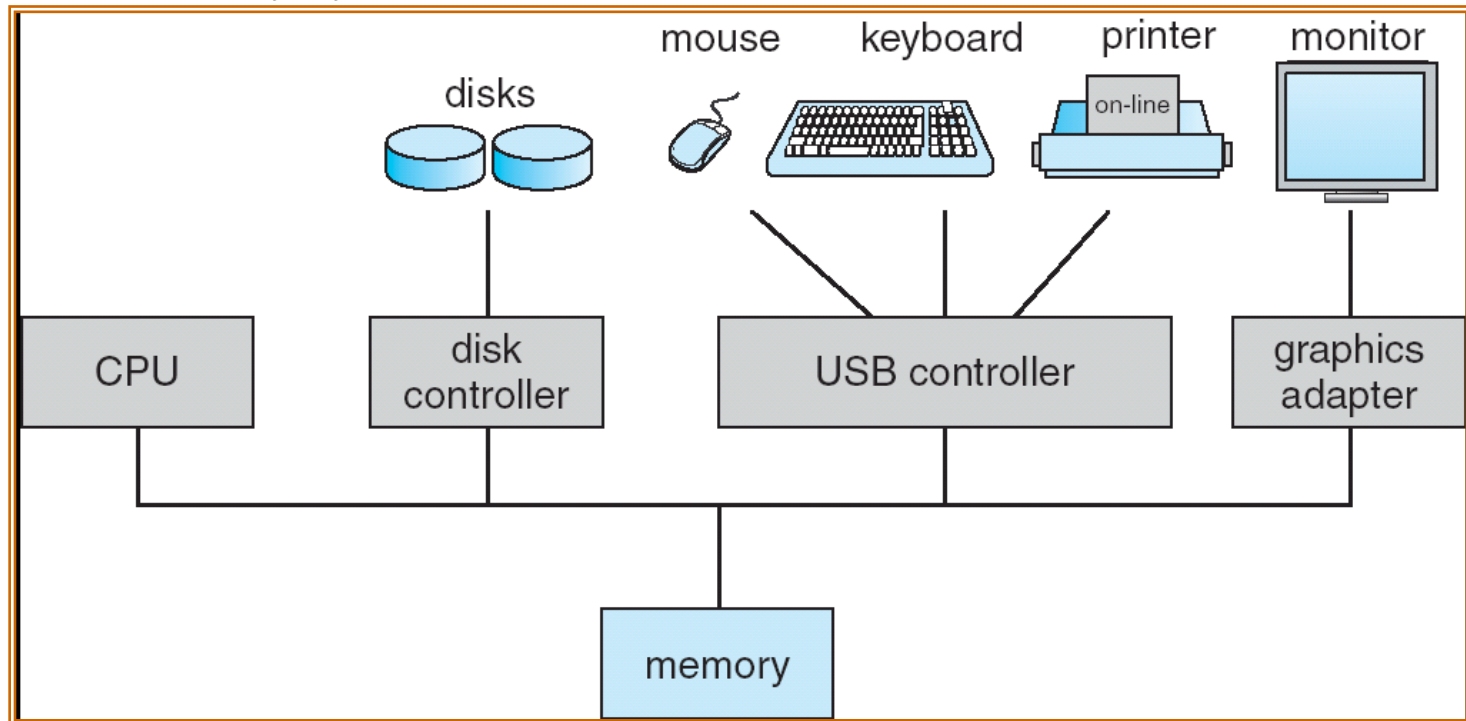 mouse
keyboard
printer
monitor
disks
on-line
CPU
disk
controller
USB controller
graphics
adapter
memory